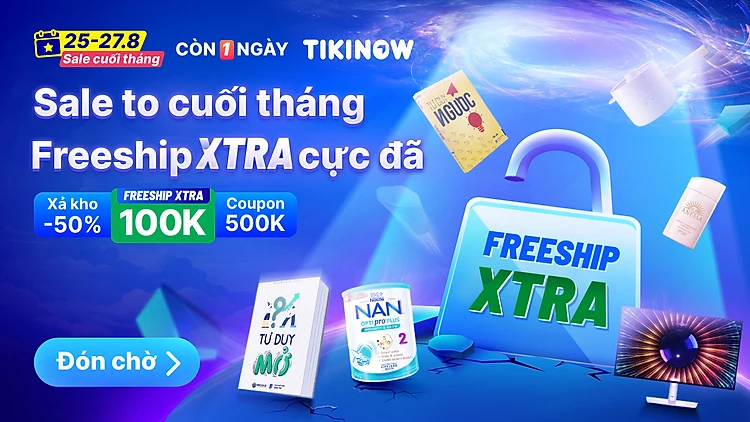 25-27.8
Sale cuối tháng
CÒN 1 NGÀY
TIKINOW
Sale to cuối tháng
Freeship XTRA cực đã
Xả kho
-50%
FREESHIP XTRA
100K
Coupon
500K
NGƯỢC
FREESHIP
XTRA
ANESSA
TƯ DUY
MỞ
Nestlé
NAN
OPTIPRO PLUS
2
Đón chờ